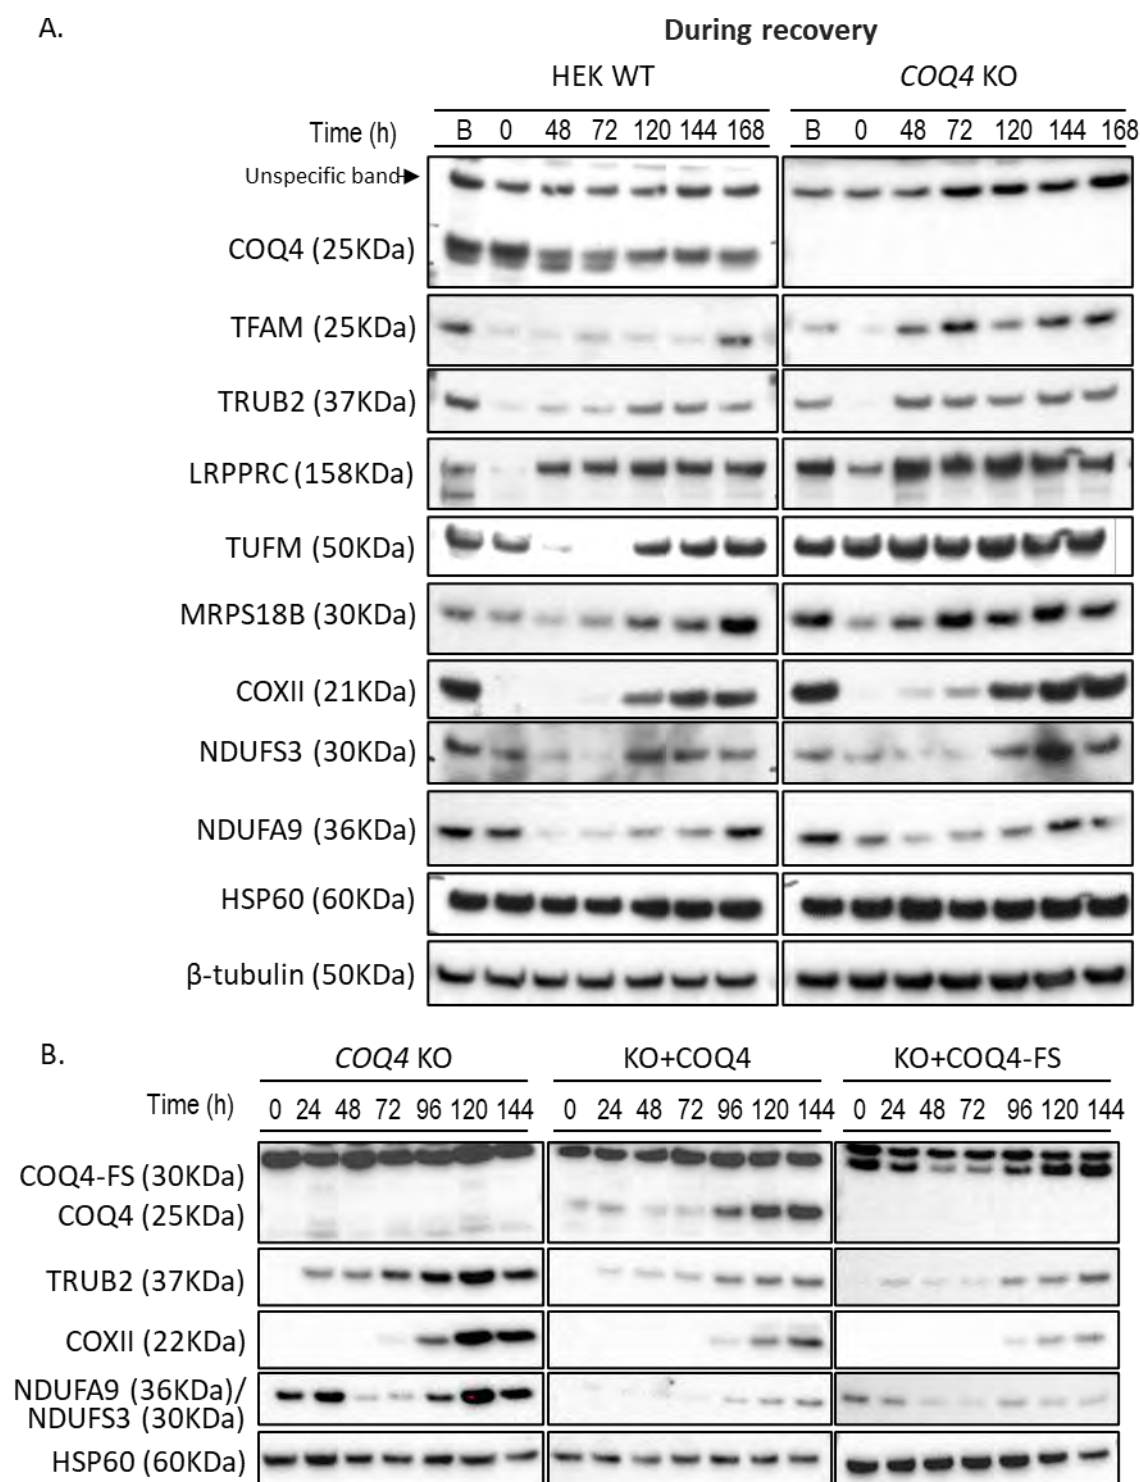 A.
During recovery
HEK WT COQ4 KO
Time (h) B 0 48 72 120 144 168 B 0 48 72 120 144 168
Unspecific band
COQ4 (25KDa)
TFAM (25KDa)
TRUB2 (37KDa)
LRPPRC (158KDa)
TUFM (50KDa)
MRPS18B (30KDa)
COXII (21KDa)
NDUFS3 (30KDa)
NDUFA9 (36KDa)
HSP60 (60KDa)
β-tubulin (50KDa)
B.
COQ4 KO KO+COQ4 KO+COQ4-FS
Time (h) 0 24 48 72 96 120 144 0 24 48 72 96 120 144 0 24 48 72 96 120 144
COQ4-FS (30KDa)
COQ4 (25KDa)
TRUB2 (37KDa)
COXII (22KDa)
NDUFA9 (36KDa)/
NDUFS3 (30KDa)
HSP60 (60KDa)